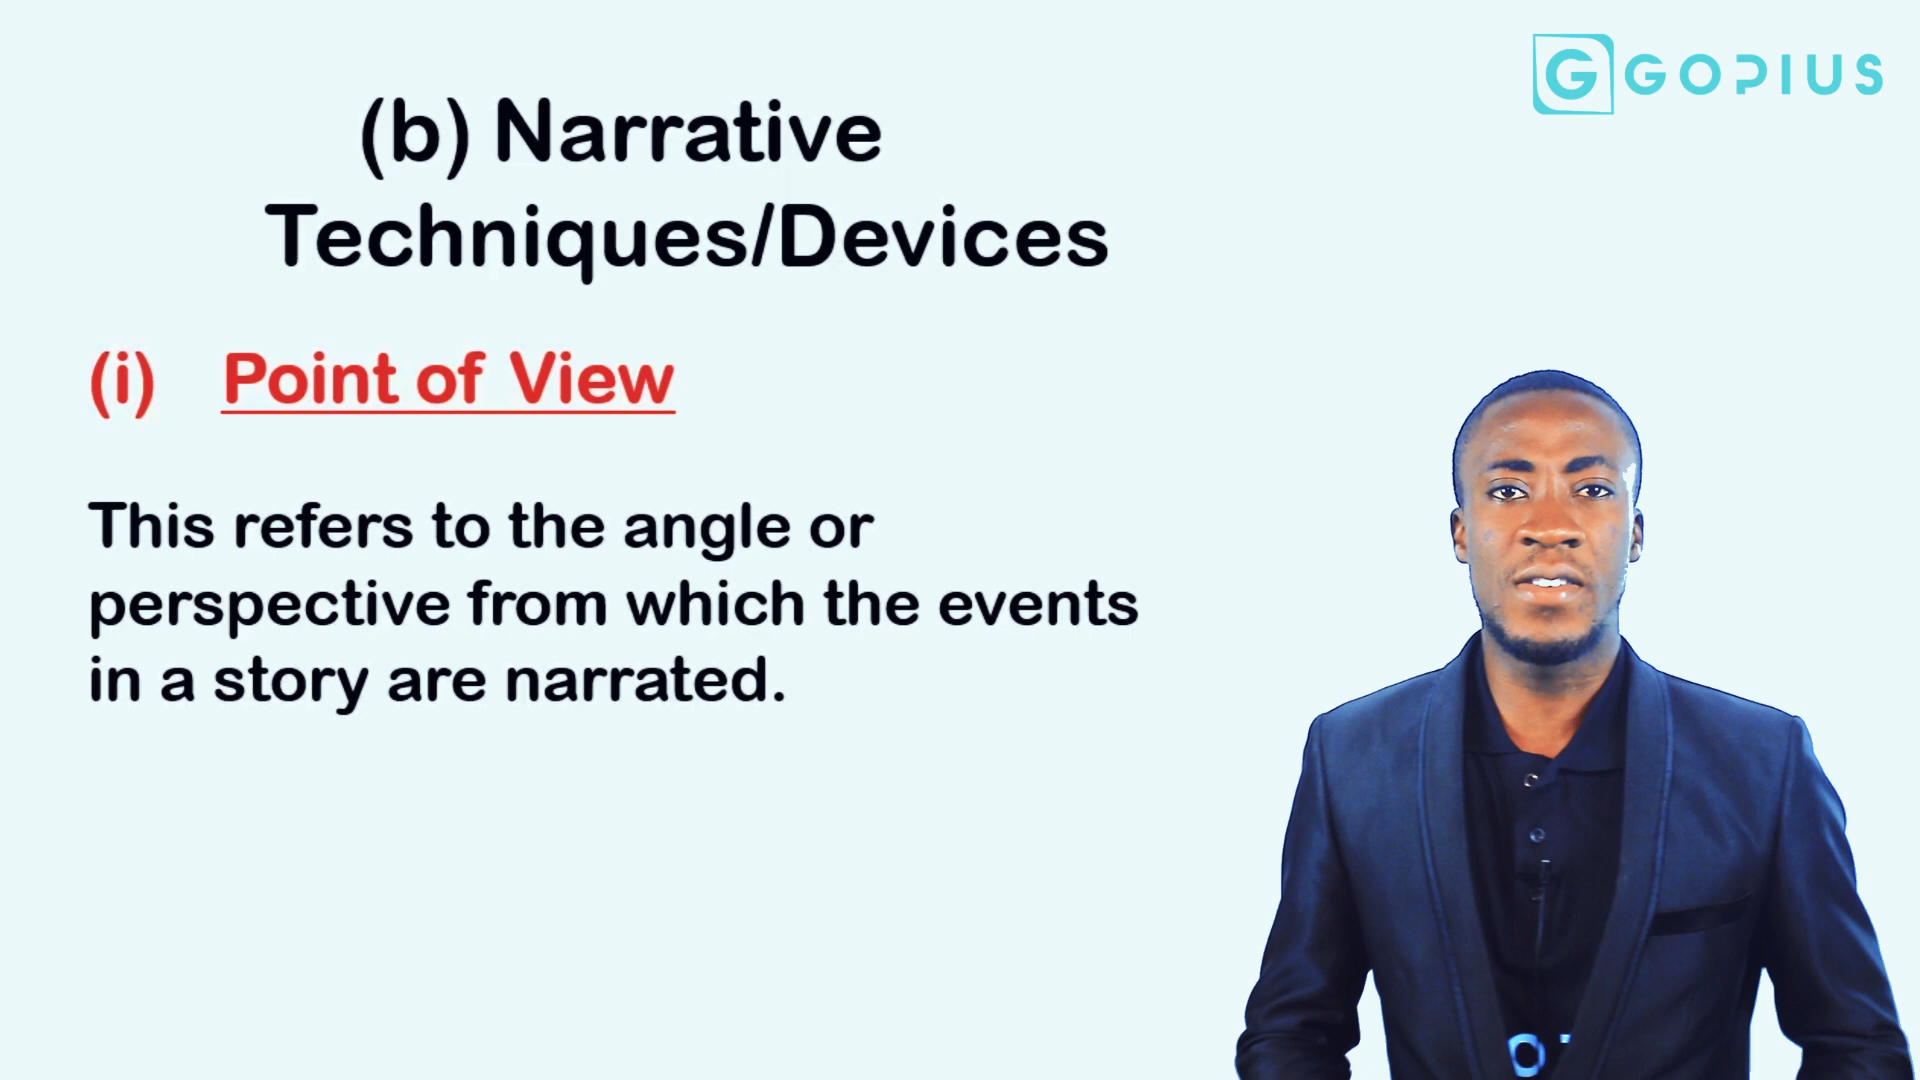 G GOPIUS
(b) Narrative
Techniques/Devices
(i) Point of View
This refers to the angle or
perspective from which the events
in a story are narrated.